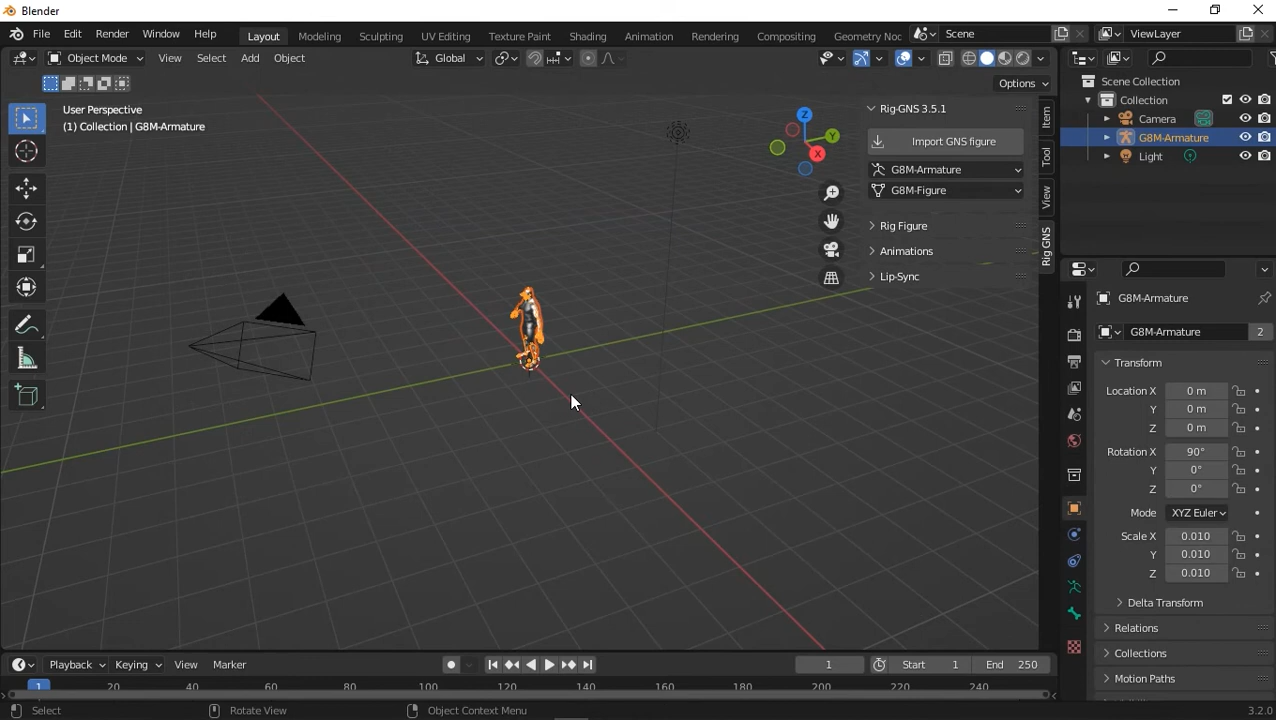 Blender
File Edit Render Window Help Layout Modeling Sculpting UV Editing Texture Paint Shading Animation Rendering Compositing Geometry Noc Scene ViewLayer
Object Mode View Select Add Object Global
Options
User Perspective
(1) Collection | G8M-Armature
Z
Y
X
Rig-GNS 3.5.1
Import GNS figure
G8M-Armature
G8M-Figure
Rig Figure
Animations
Lip-Sync
Item
Tool
View
Rig GNS
Scene Collection
Collection
Camera
G8M-Armature
Light
G8M-Armature
G8M-Armature 2
Transform
Location X 0 m
Y 0 m
Z 0 m
Rotation X 90°
Y 0°
Z 0°
Mode XYZ Euler
Scale X 0.010
Y 0.010
Z 0.010
Delta Transform
Relations
Collections
Motion Paths
Playback Keying View Marker 1 Start 1 End 250
1 20 40 60 80 100 120 140 160 180 200 220 240
Select Rotate View Object Context Menu 3.2.0